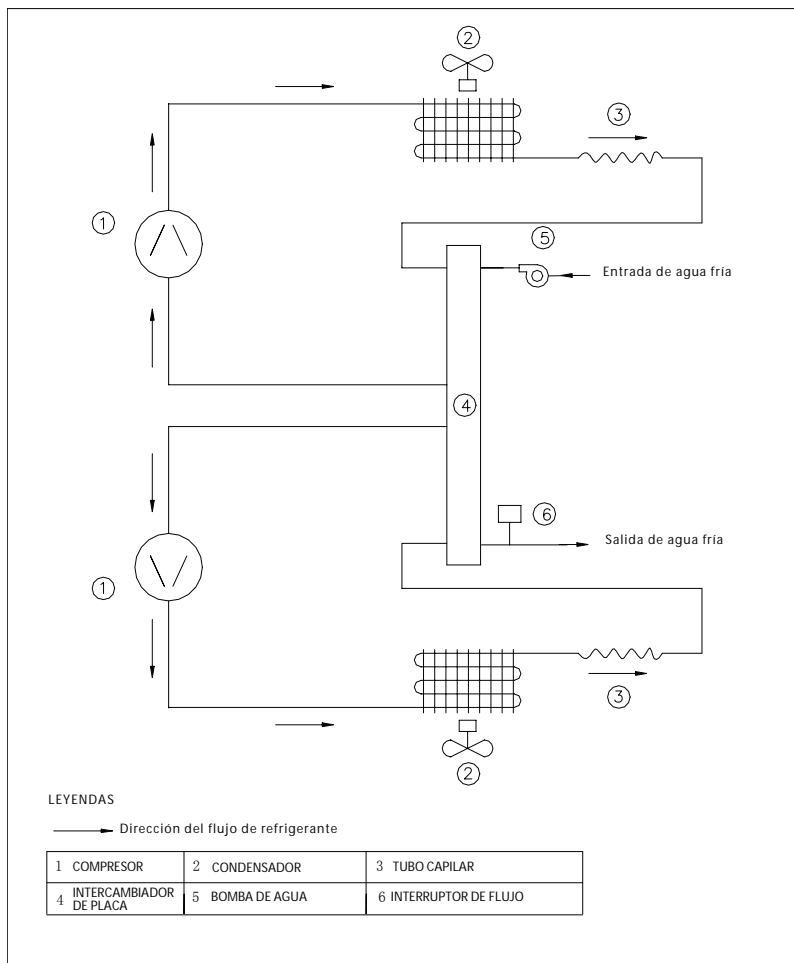 2
3
1
5
Entrada de agua fría
4
6
Salida de agua fría
1
3
2
LEYENDAS
Dirección del flujo de refrigerante
1 COMPRESOR 2 CONDENSADOR 3 TUBO CAPILAR
4 INTERCAMBIADOR DE PLACA 5 BOMBA DE AGUA 6 INTERRUPTOR DE FLUJO